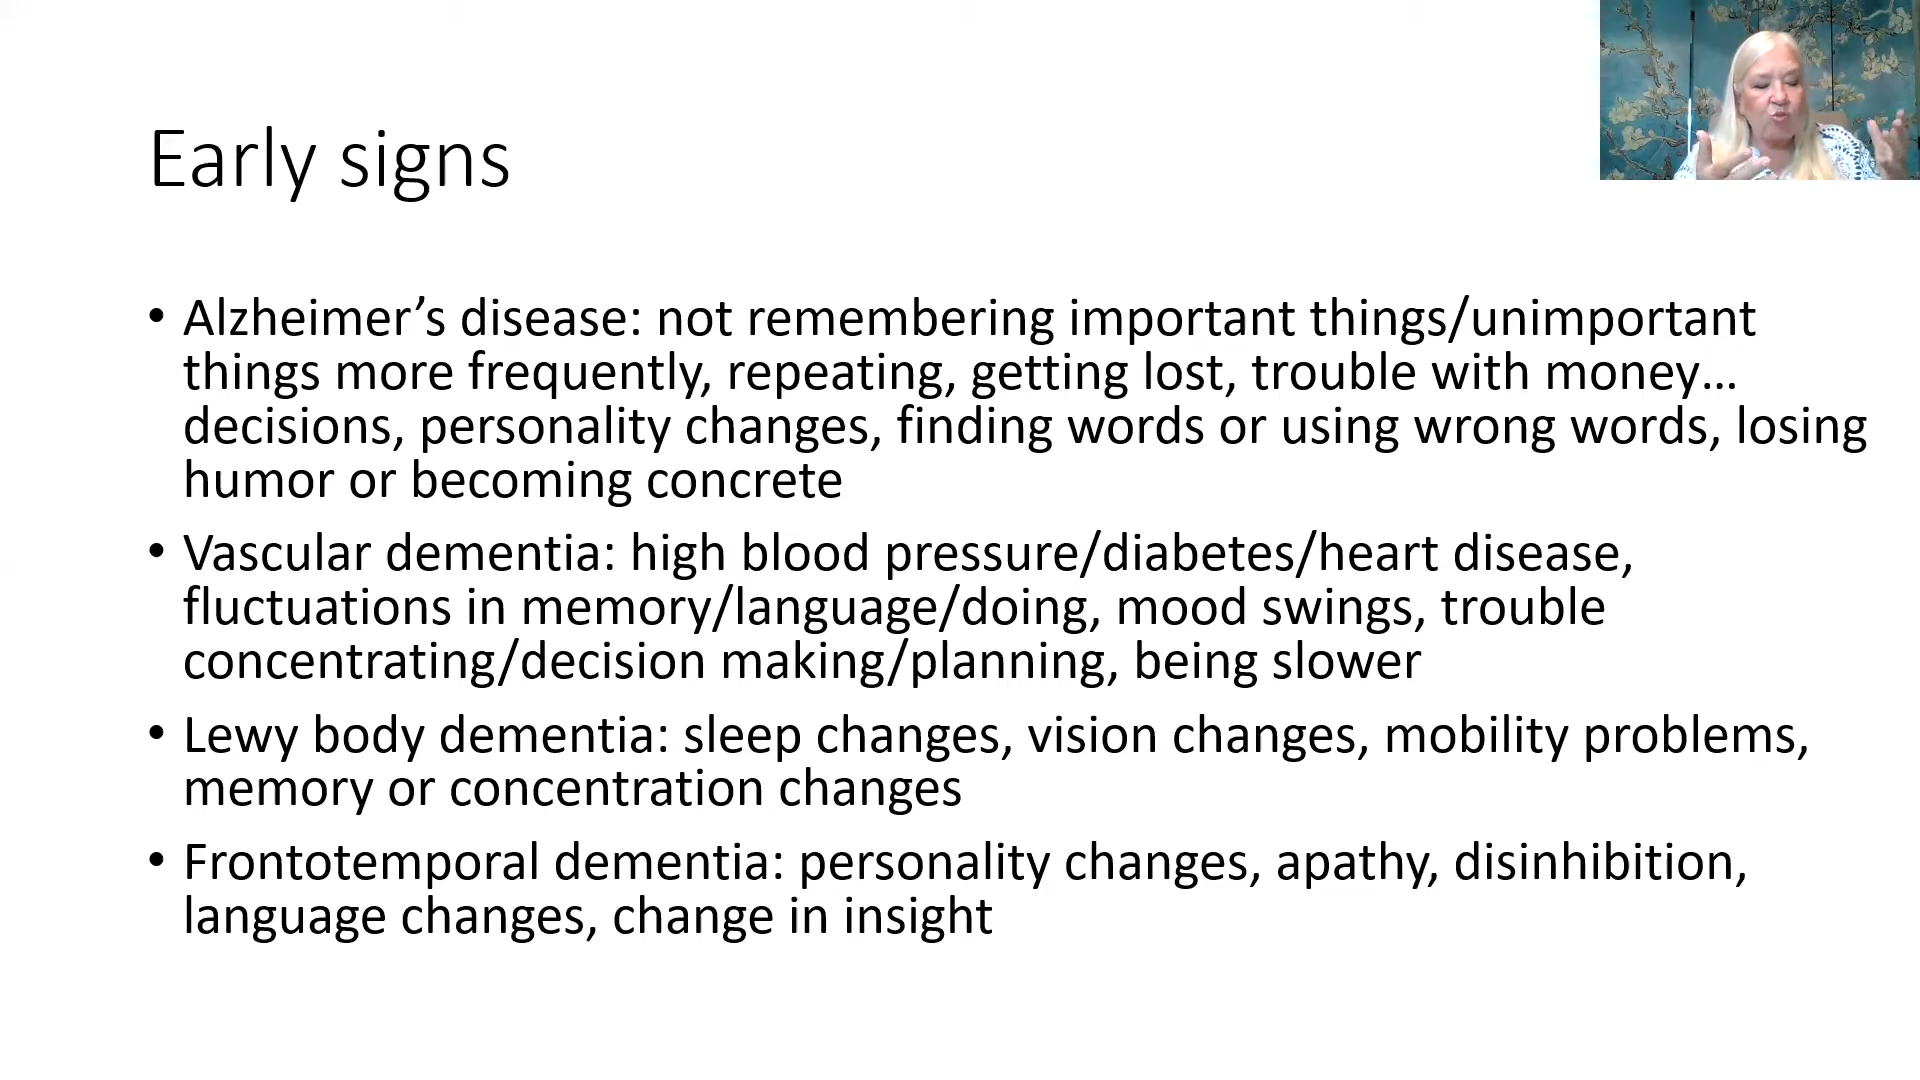 Early signs
• Alzheimer’s disease: not remembering important things/unimportant
things more frequently, repeating, getting lost, trouble with money…
decisions, personality changes, finding words or using wrong words, losing
humor or becoming concrete
• Vascular dementia: high blood pressure/diabetes/heart disease,
fluctuations in memory/language/doing, mood swings, trouble
concentrating/decision making/planning, being slower
• Lewy body dementia: sleep changes, vision changes, mobility problems,
memory or concentration changes
• Frontotemporal dementia: personality changes, apathy, disinhibition,
language changes, change in insight